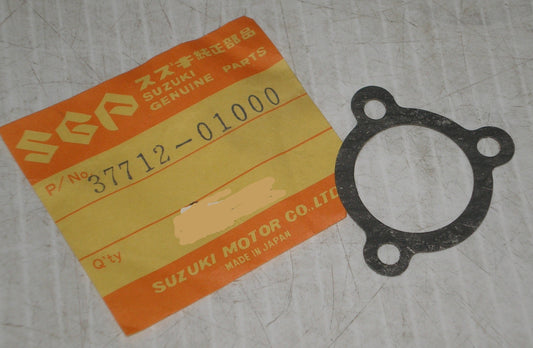 SGP
スズキ純正部品
SUZUKI
GENUINE PARTS
P/No. 37712-01000
Q'ty
SUZUKI MOTOR CO.,LTD.
MADE IN JAPAN